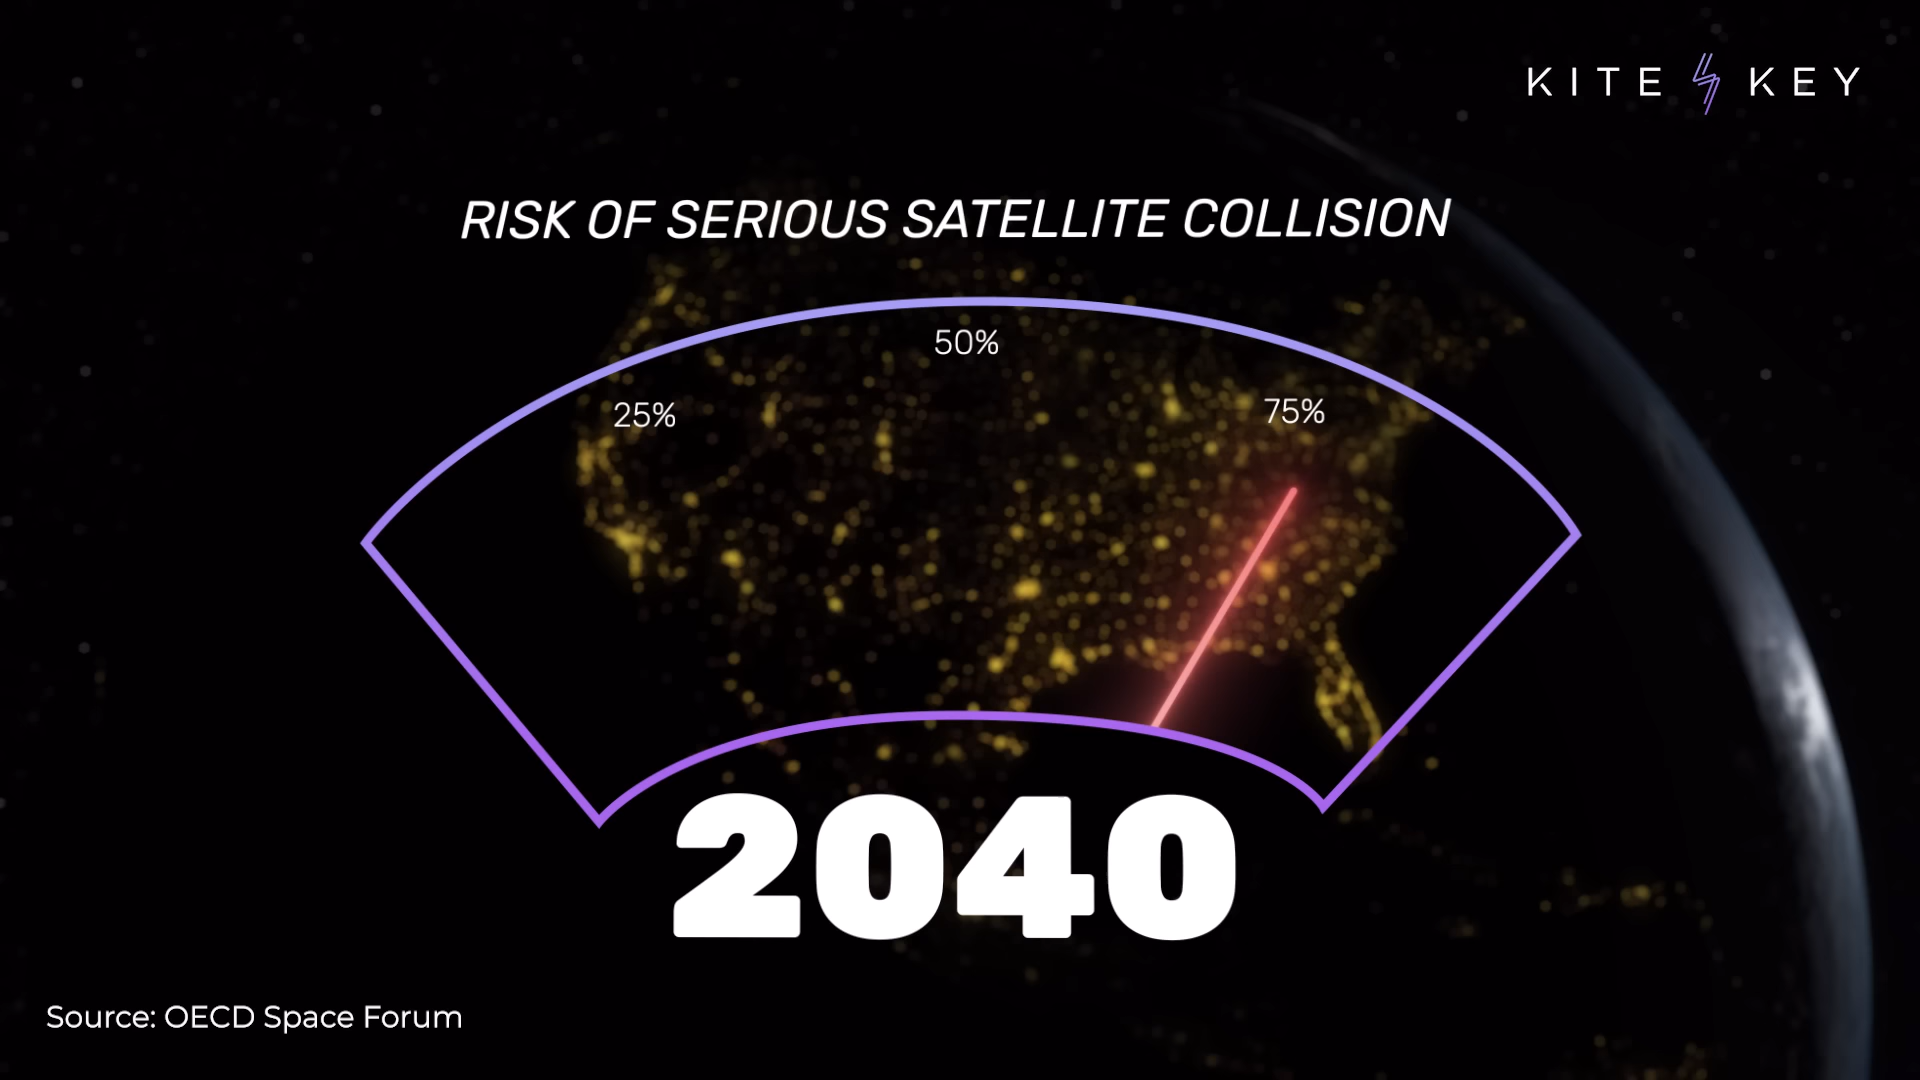 KITE KEY
RISK OF SERIOUS SATELLITE COLLISION
50%
25%
75%
2040
Source: OECD Space Forum